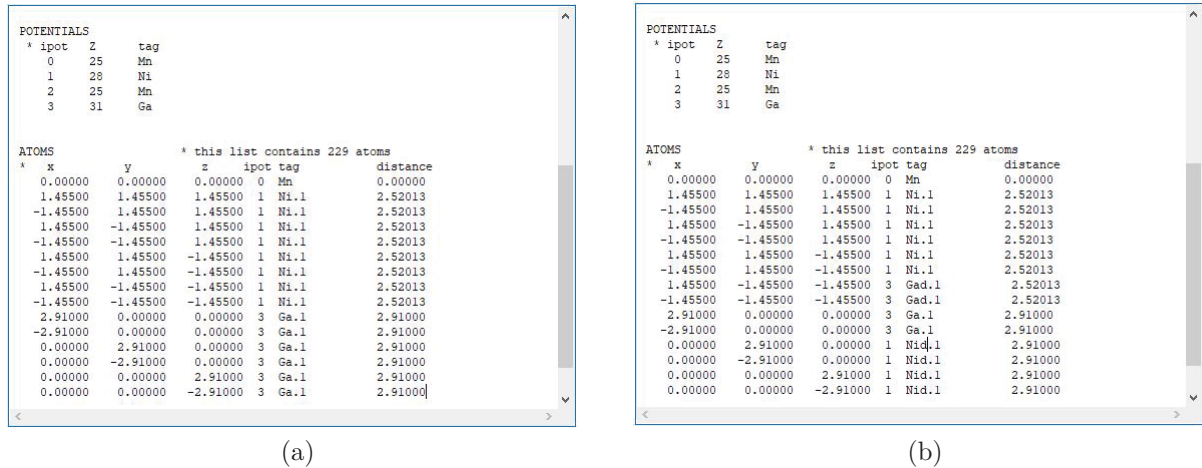 POTENTIALS
* ipot Z tag
0 25 Mn
1 28 Ni
2 25 Mn
3 31 Ga
ATOMS * this list contains 229 atoms
* x y z ipot tag distance
0.00000 0.00000 0.00000 0 Mn 0.00000
1.45500 1.45500 1.45500 1 Ni.1 2.52013
-1.45500 1.45500 1.45500 1 Ni.1 2.52013
1.45500 -1.45500 1.45500 1 Ni.1 2.52013
-1.45500 -1.45500 1.45500 1 Ni.1 2.52013
1.45500 1.45500 -1.45500 1 Ni.1 2.52013
-1.45500 1.45500 -1.45500 1 Ni.1 2.52013
1.45500 -1.45500 -1.45500 1 Ni.1 2.52013
-1.45500 -1.45500 -1.45500 1 Ni.1 2.52013
2.91000 0.00000 0.00000 3 Ga.1 2.91000
-2.91000 0.00000 0.00000 3 Ga.1 2.91000
0.00000 2.91000 0.00000 3 Ga.1 2.91000
0.00000 -2.91000 0.00000 3 Ga.1 2.91000
0.00000 0.00000 2.91000 3 Ga.1 2.91000
0.00000 0.00000 -2.91000 3 Ga.1 2.91000
(a)
POTENTIALS
* ipot Z tag
0 25 Mn
1 28 Ni
2 25 Mn
3 31 Ga
ATOMS * this list contains 229 atoms
* x y z ipot tag distance
0.00000 0.00000 0.00000 0 Mn 0.00000
1.45500 1.45500 1.45500 1 Ni.1 2.52013
-1.45500 1.45500 1.45500 1 Ni.1 2.52013
1.45500 -1.45500 1.45500 1 Ni.1 2.52013
-1.45500 -1.45500 1.45500 1 Ni.1 2.52013
1.45500 1.45500 -1.45500 1 Ni.1 2.52013
-1.45500 1.45500 -1.45500 1 Ni.1 2.52013
1.45500 -1.45500 -1.45500 3 Gad.1 2.52013
-1.45500 -1.45500 -1.45500 3 Gad.1 2.52013
2.91000 0.00000 0.00000 3 Ga.1 2.91000
-2.91000 0.00000 0.00000 3 Ga.1 2.91000
0.00000 2.91000 0.00000 1 Nid.1 2.91000
0.00000 -2.91000 0.00000 1 Nid.1 2.91000
0.00000 0.00000 2.91000 1 Nid.1 2.91000
0.00000 0.00000 -2.91000 1 Nid.1 2.91000
(b)